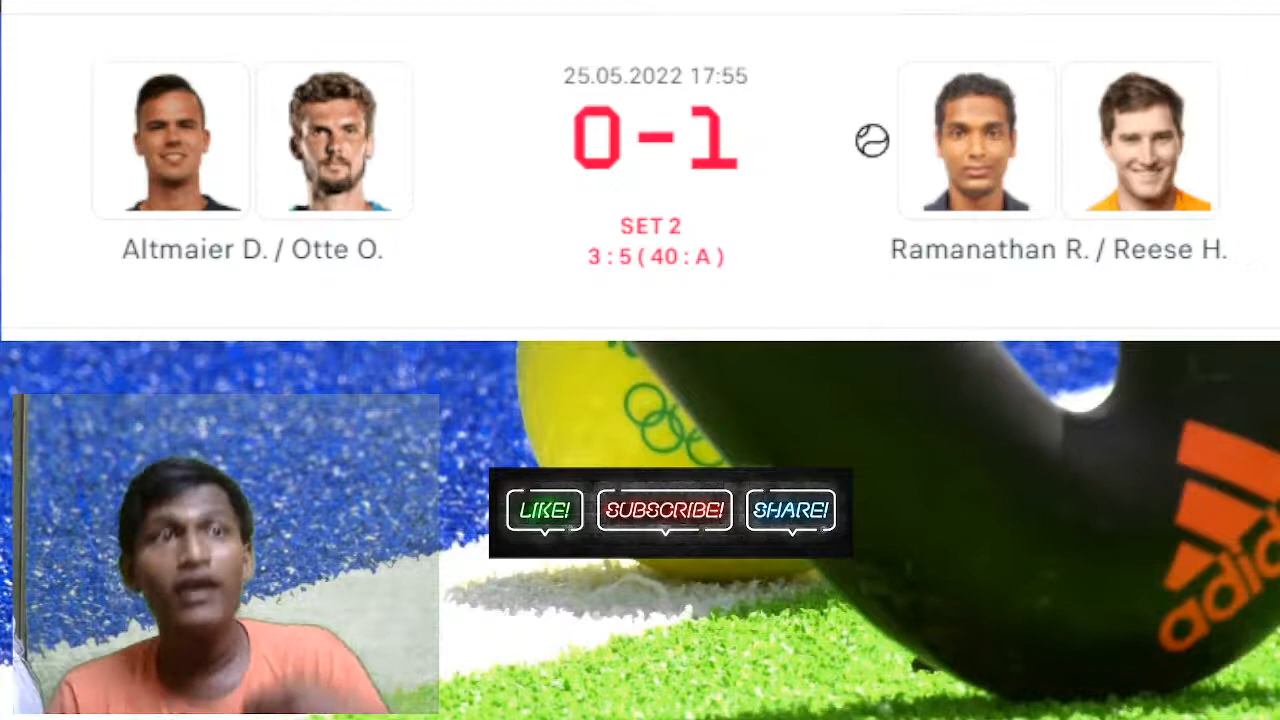 25.05.2022 17:55
0-1
SET 2
3 : 5 ( 40 : A )
Altmaier D. / Otte O.
Ramanathan R. / Reese H.
LIKE!
SUBSCRIBE!
SHARE!